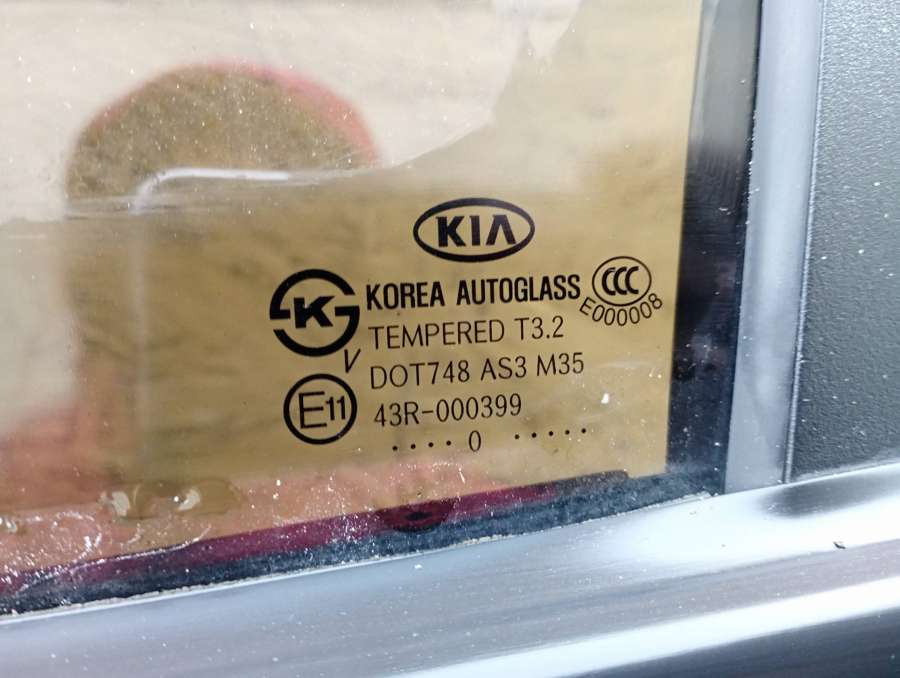 KIA
K KOREA AUTOGLASS CCC
E000008
TEMPERED T3.2
V
DOT748 AS3 M35
E11 43R-000399
.... 0 .....